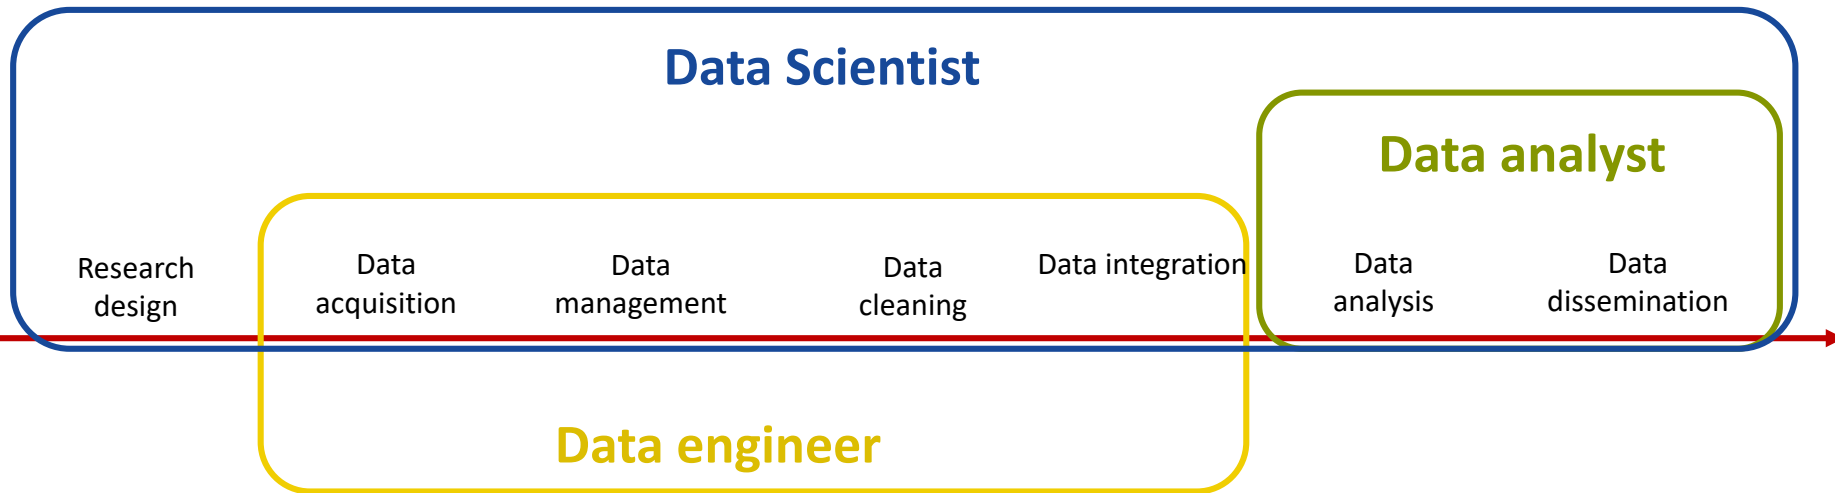 Data Scientist
Data analyst
Research
design
Data
acquisition
Data
management
Data
cleaning
Data integration
Data
analysis
Data
dissemination
Data engineer